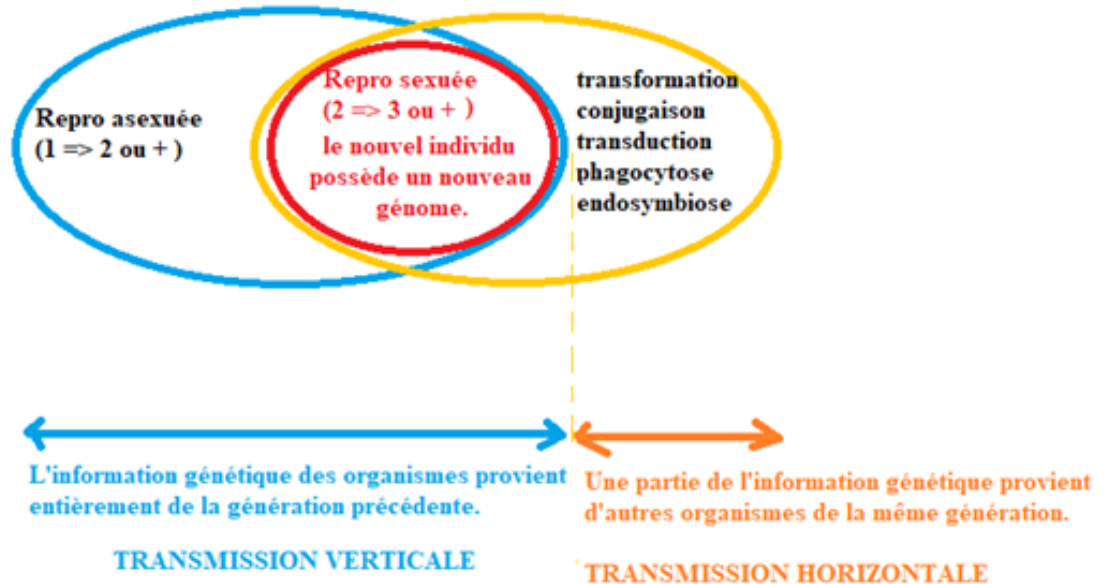 Repro asexuée
(1 => 2 ou + )
Repro sexuée
(2 => 3 ou + )
le nouvel individu
possède un nouveau
génome.
transformation
conjugaison
transduction
phagocytose
endosymbiose
L'information génétique des organismes provient
entièrement de la génération précédente.
TRANSMISSION VERTICALE
Une partie de l'information génétique provient
d'autres organismes de la même génération.
TRANSMISSION HORIZONTALE